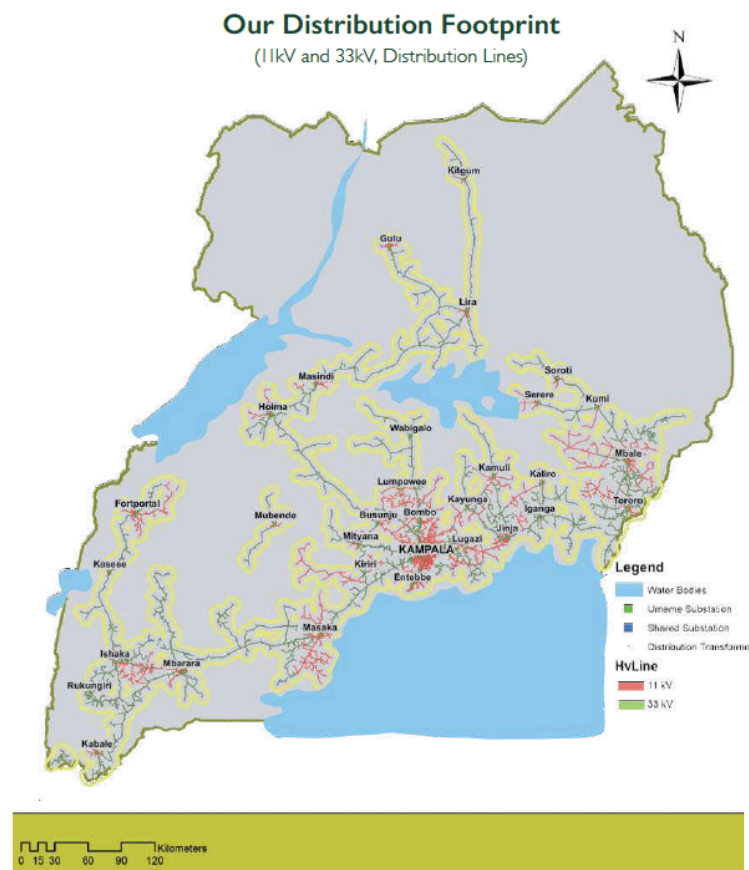 Our Distribution Footprint
(11kV and 33kV, Distribution Lines)
N
Kitgum
Gulu
Lira
Masindi
Soroti
Serere
Kumi
Hoima
Wabigalo
Mbale
Kamuli
Kaliro
Lumpowee
Fortportal
Kayunga
Tororo
Mubende
Busunju
Bombo
Iganga
Mityana
Lugazi
Jinja
KAMPALA
Kasese
Kiriri
Entebbe
Masaka
Ishaka
Mbarara
Rukungiri
Kabale
Legend
Water Bodies
Umeme Substation
Shared Substation
Distribution Transforme
HvLine
11 kV
33 kV
Kilometers
0 15 30 60 90 120